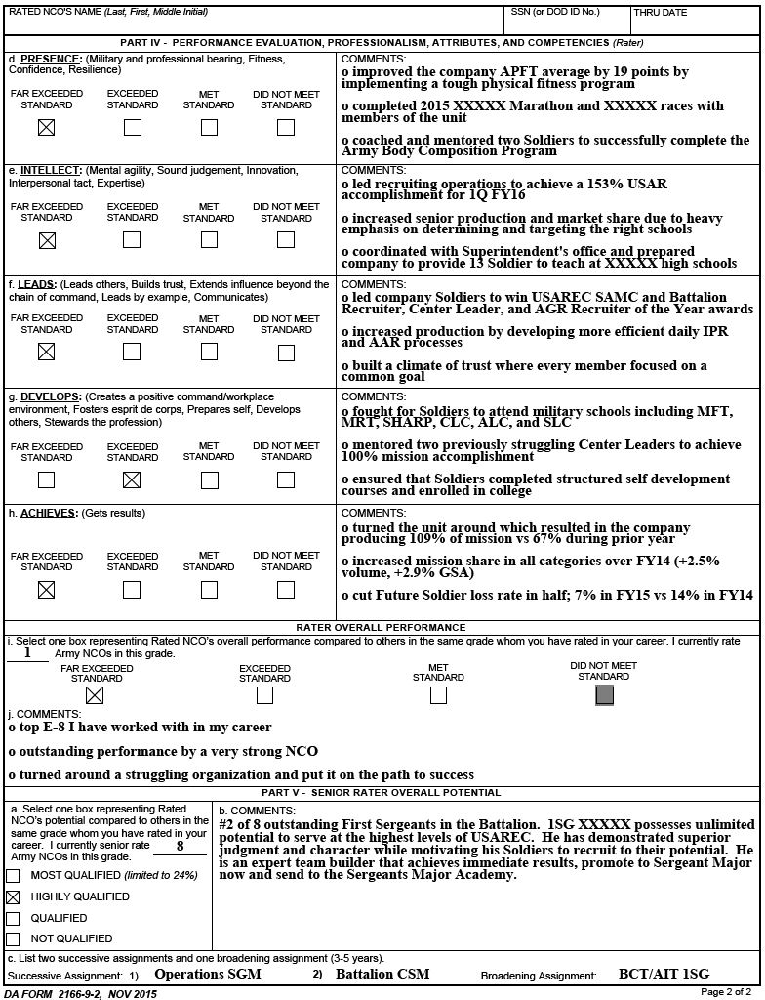 RATED NCO'S NAME (Last, First, Middle Initial)
SSN (or DOD ID No.)
THRU DATE
PART IV - PERFORMANCE EVALUATION, PROFESSIONALISM, ATTRIBUTES, AND COMPETENCIES (Rater)
d. PRESENCE: (Military and professional bearing, Fitness,
Confidence, Resilience)
FAR EXCEEDED
STANDARD
EXCEEDED
STANDARD
MET
STANDARD
DID NOT MEET
STANDARD
COMMENTS:
o improved the company APFT average by 19 points by
implementing a tough physical fitness program
o completed 2015 XXXXX Marathon and XXXXX races with
members of the unit
o coached and mentored two Soldiers to successfully complete the
Army Body Composition Program
e. INTELLECT: (Mental agility, Sound judgement, Innovation,
Interpersonal tact, Expertise)
FAR EXCEEDED
STANDARD
EXCEEDED
STANDARD
MET
STANDARD
DID NOT MEET
STANDARD
COMMENTS:
o led recruiting operations to achieve a 153% USAR
accomplishment for 1Q FY16
o increased senior production and market share due to heavy
emphasis on determining and targeting the right schools
o coordinated with Superintendent's office and prepared
company to provide 13 Soldier to teach at XXXXX high schools
f. LEADS: (Leads others, Builds trust, Extends influence beyond the
chain of command, Leads by example, Communicates)
FAR EXCEEDED
STANDARD
EXCEEDED
STANDARD
MET
STANDARD
DID NOT MEET
STANDARD
COMMENTS:
o led company Soldiers to win USAREC SAMC and Battalion
Recruiter, Center Leader, and AGR Recruiter of the Year awards
o increased production by developing more efficient daily IPR
and AAR processes
o built a climate of trust where every member focused on a
common goal
g. DEVELOPS: (Creates a positive command/workplace
environment, Fosters esprit de corps, Prepares self, Develops
others, Stewards the profession)
FAR EXCEEDED
STANDARD
EXCEEDED
STANDARD
MET
STANDARD
DID NOT MEET
STANDARD
COMMENTS:
o fought for Soldiers to attend military schools including MFT,
MRT, SHARP, CLC, ALC, and SLC
o mentored two previously struggling Center Leaders to achieve
100% mission accomplishment
o ensured that Soldiers completed structured self development
courses and enrolled in college
h. ACHIEVES: (Gets results)
FAR EXCEEDED
STANDARD
EXCEEDED
STANDARD
MET
STANDARD
DID NOT MEET
STANDARD
COMMENTS:
o turned the unit around which resulted in the company
producing 109% of mission vs 67% during prior year
o increased mission share in all categories over FY14 (+2.5%
volume, +2.9% GSA)
o cut Future Soldier loss rate in half; 7% in FY15 vs 14% in FY14
RATER OVERALL PERFORMANCE
i. Select one box representing Rated NCO's overall performance compared to others in the same grade whom you have rated in your career. I currently rate
1 Army NCOs in this grade.
FAR EXCEEDED
STANDARD
EXCEEDED
STANDARD
MET
STANDARD
DID NOT MEET
STANDARD
j. COMMENTS:
o top E-8 I have worked with in my career
o outstanding performance by a very strong NCO
o turned around a struggling organization and put it on the path to success
PART V - SENIOR RATER OVERALL POTENTIAL
a. Select one box representing Rated
NCO's potential compared to others in the
same grade whom you have rated in your
career. I currently senior rate 8
Army NCOs in this grade.
MOST QUALIFIED (limited to 24%)
HIGHLY QUALIFIED
QUALIFIED
NOT QUALIFIED
b. COMMENTS:
#2 of 8 outstanding First Sergeants in the Battalion. 1SG XXXXX possesses unlimited
potential to serve at the highest levels of USAREC. He has demonstrated superior
judgment and character while motivating his Soldiers to recruit to their potential. He
is an expert team builder that achieves immediate results, promote to Sergeant Major
now and send to the Sergeants Major Academy.
c. List two successive assignments and one broadening assignment (3-5 years).
Successive Assignment: 1) Operations SGM 2) Battalion CSM Broadening Assignment: BCT/AIT 1SG
DA FORM 2166-9-2, NOV 2015
Page 2 of 2